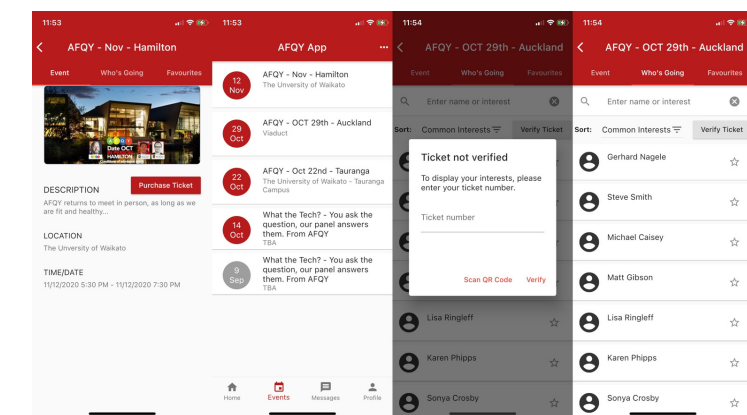 11:53
AFQY - Nov - Hamilton
Event
Who's Going
Favourites
Date OCT
HAMILTON
DESCRIPTION
Purchase Ticket
AFQY returns to meet in person, as long as we
are fit and healthy...
LOCATION
The Unversity of Waikato
TIME/DATE
11/12/2020 5:30 PM - 11/12/2020 7:30 PM
11:53
AFQY App
12
Nov
AFQY - Nov - Hamilton
The Unversity of Waikato
29
Oct
AFQY - OCT 29th - Auckland
Viaduct
22
Oct
AFQY - Oct 22nd - Tauranga
The University of Waikato - Tauranga
Campus
14
Oct
What the Tech? - You ask the
question, our panel answers
them. From AFQY
TBA
9
Sep
What the Tech? - You ask the
question, our panel answers
them. From AFQY
TBA
Home
Events
Messages
Profile
11:54
AFQY - OCT 29th - Auckland
Event
Who's Going
Favourites
Enter name or interest
Sort:
Common Interests
Verify Ticket
Ticket not verified
To display your interests, please
enter your ticket number.
Ticket number
Scan QR Code
Verify
Lisa Ringleff
Karen Phipps
Sonya Crosby
11:54
AFQY - OCT 29th - Auckland
Event
Who's Going
Favourites
Enter name or interest
Sort:
Common Interests
Verify Ticket
Gerhard Nagele
Steve Smith
Michael Caisey
Matt Gibson
Lisa Ringleff
Karen Phipps
Sonya Crosby